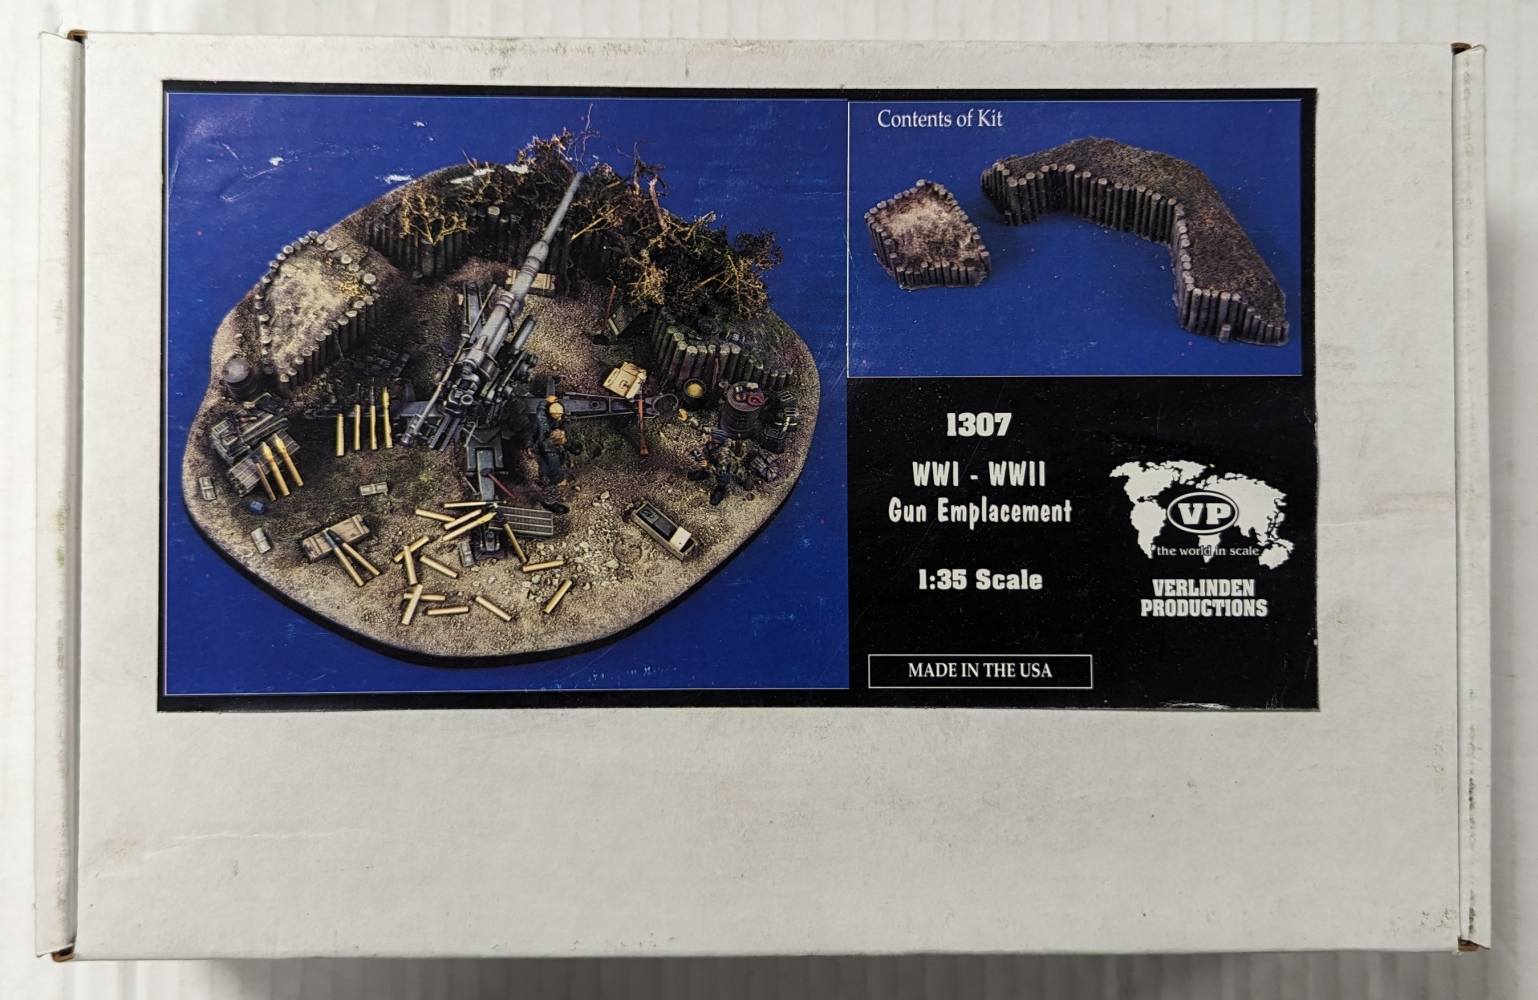 Contents of Kit
1307
WWI - WWII
Gun Emplacement
1:35 Scale
MADE IN THE USA
VP
the world in scale
VERLINDEN
PRODUCTIONS